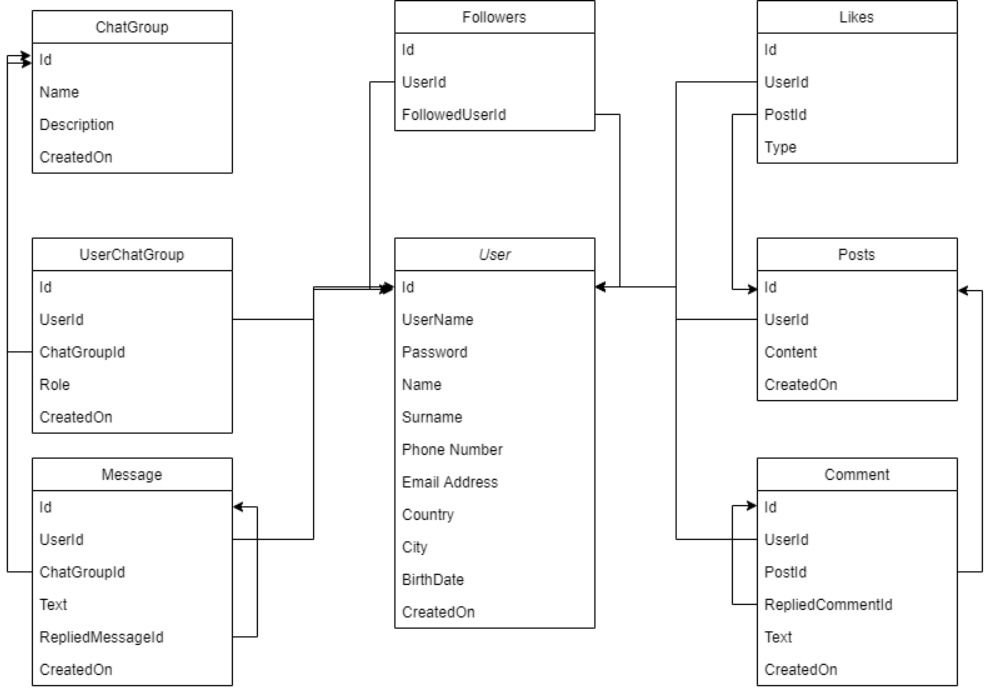 ChatGroup
Id
Name
Description
CreatedOn
Followers
Id
UserId
FollowedUserId
Likes
Id
UserId
PostId
Type
UserChatGroup
Id
UserId
ChatGroupId
Role
CreatedOn
User
Id
UserName
Password
Name
Surname
Phone Number
Email Address
Country
City
BirthDate
CreatedOn
Posts
Id
UserId
Content
CreatedOn
Message
Id
UserId
ChatGroupId
Text
RepliedMessageId
CreatedOn
Comment
Id
UserId
PostId
RepliedCommentId
Text
CreatedOn